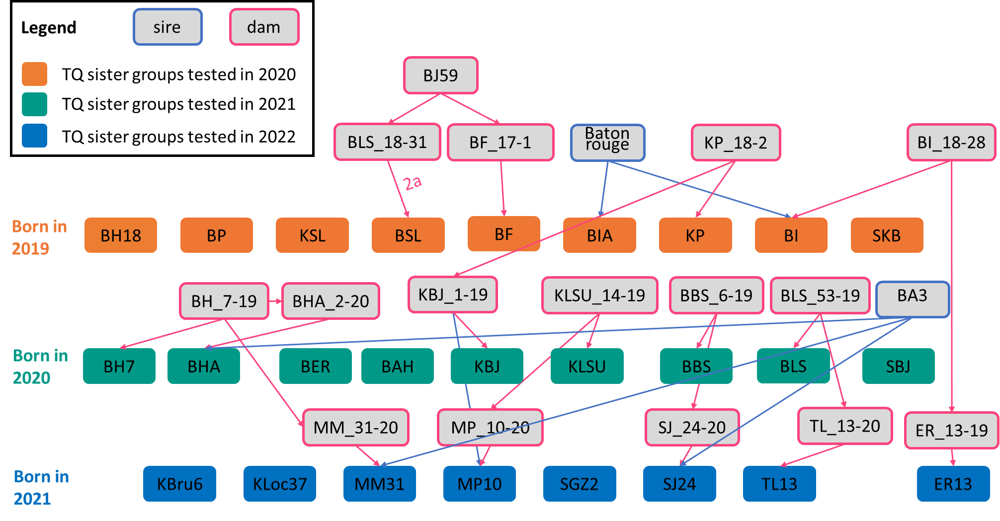 Legend
sire
dam
TQ sister groups tested in 2020
TQ sister groups tested in 2021
TQ sister groups tested in 2022
BJ59
BLS_18-31
BF_17-1
Baton
rouge
KP_18-2
BI_18-28
2a
Born in
2019
BH18
BP
KSL
BSL
BF
BIA
KP
BI
SKB
BH_7-19
BHA_2-20
KBJ_1-19
KLSU_14-19
BBS_6-19
BLS_53-19
BA3
Born in
2020
BH7
BHA
BER
BAH
KBJ
KLSU
BBS
BLS
SBJ
MM_31-20
MP_10-20
SJ_24-20
TL_13-20
ER_13-19
Born in
2021
KBru6
KLoc37
MM31
MP10
SGZ2
SJ24
TL13
ER13